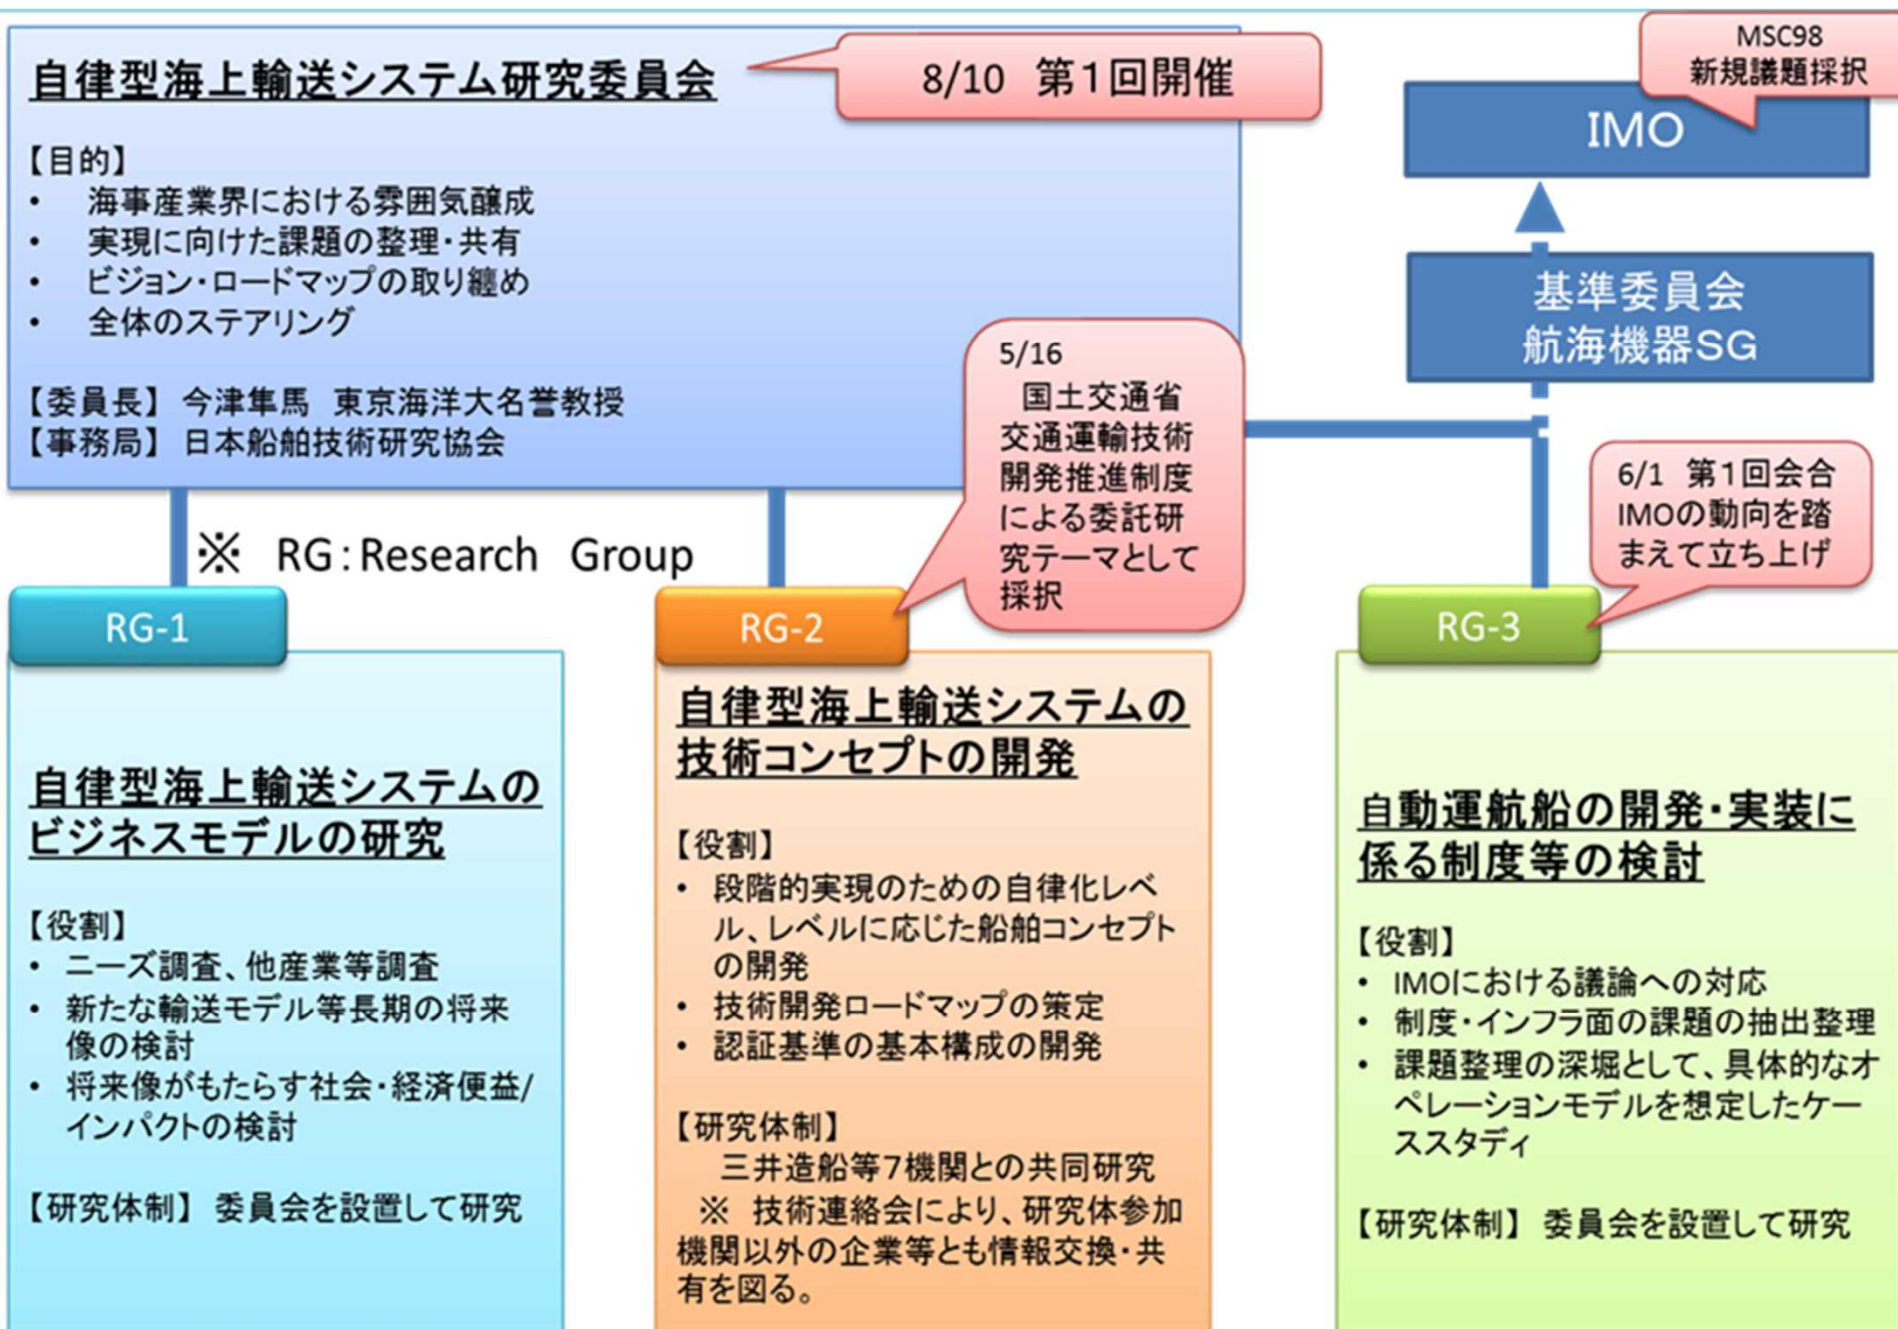 自律型海上輸送システム研究委員会
8/10 第1回開催
【目的】
• 海事産業界における雰囲気醸成
• 実現に向けた課題の整理・共有
• ビジョン・ロードマップの取り纏め
• 全体のステアリング
【委員長】 今津隼馬 東京海洋大名誉教授
【事務局】 日本船舶技術研究協会
MSC98
新規議題採択
IMO
基準委員会
航海機器SG
5/16
国土交通省
交通運輸技術
開発推進制度
による委託研
究テーマとして
採択
6/1 第1回会合
IMOの動向を踏
まえて立ち上げ
※ RG:Research Group
RG-1
自律型海上輸送システムの
ビジネスモデルの研究
【役割】
• ニーズ調査、他産業等調査
• 新たな輸送モデル等長期の将来
像の検討
• 将来像がもたらす社会・経済便益/
インパクトの検討
【研究体制】 委員会を設置して研究
RG-2
自律型海上輸送システムの
技術コンセプトの開発
【役割】
• 段階的実現のための自律化レベ
ル、レベルに応じた船舶コンセプト
の開発
• 技術開発ロードマップの策定
• 認証基準の基本構成の開発
【研究体制】
三井造船等7機関との共同研究
※ 技術連絡会により、研究体参加
機関以外の企業等とも情報交換・共
有を図る。
RG-3
自動運航船の開発・実装に
係る制度等の検討
【役割】
• IMOにおける議論への対応
• 制度・インフラ面の課題の抽出整理
• 課題整理の深堀として、具体的なオ
ペレーションモデルを想定したケー
ススタディ
【研究体制】 委員会を設置して研究